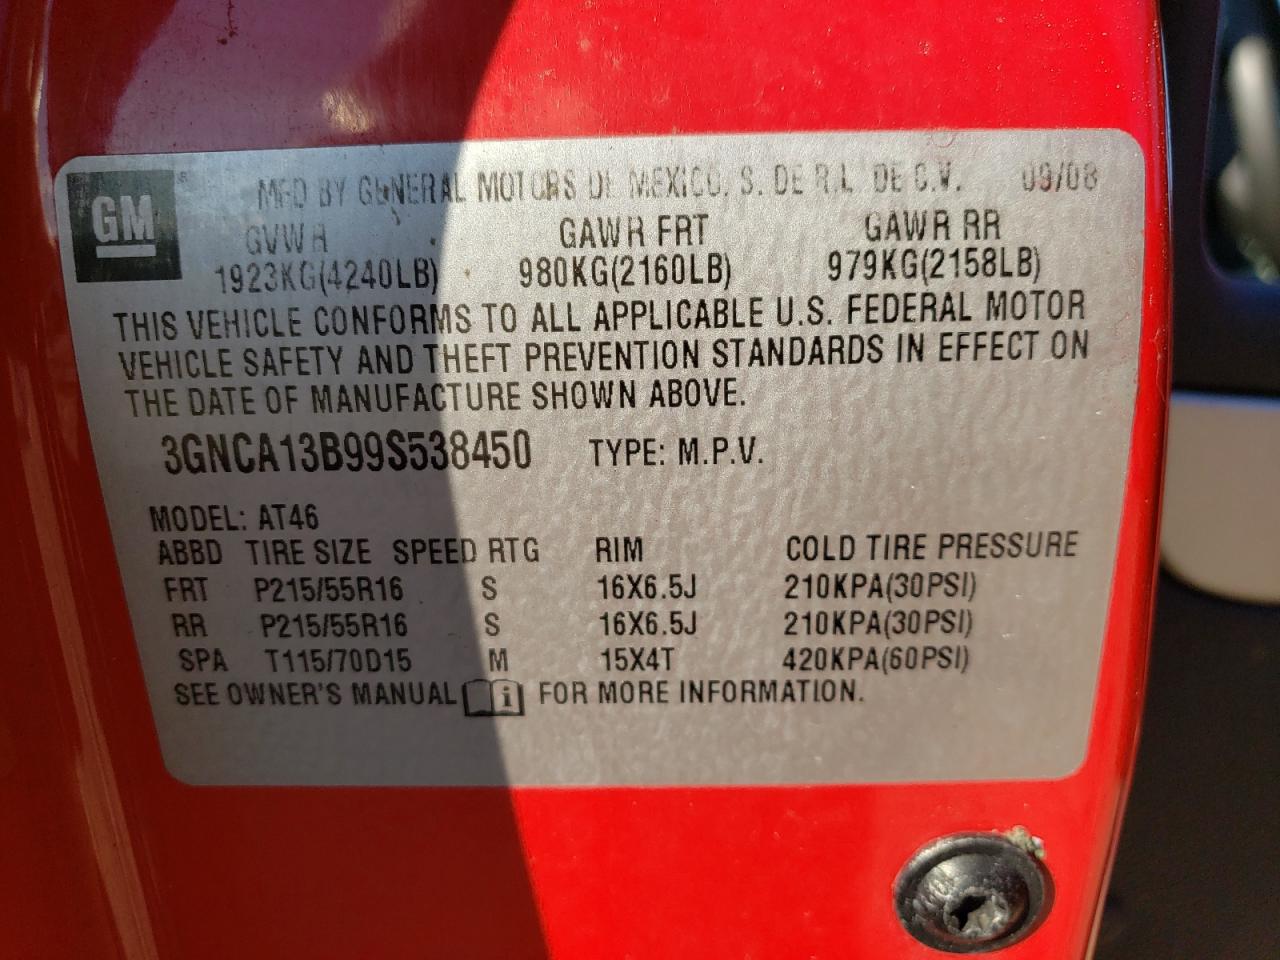 GM
MFD BY GENERAL MOTORS DE MEXICO, S. DE R.L. DE C.V. 09/08
GVWR GAWR FRT GAWR RR
1923KG(4240LB) 980KG(2160LB) 979KG(2158LB)
THIS VEHICLE CONFORMS TO ALL APPLICABLE U.S. FEDERAL MOTOR
VEHICLE SAFETY AND THEFT PREVENTION STANDARDS IN EFFECT ON
THE DATE OF MANUFACTURE SHOWN ABOVE.
3GNCA13B99S538450 TYPE: M.P.V.
MODEL: AT46
ABBD TIRE SIZE SPEED RTG RIM COLD TIRE PRESSURE
FRT P215/55R16 S 16X6.5J 210KPA(30PSI)
RR P215/55R16 S 16X6.5J 210KPA(30PSI)
SPA T115/70D15 M 15X4T 420KPA(60PSI)
SEE OWNER'S MANUAL i FOR MORE INFORMATION.